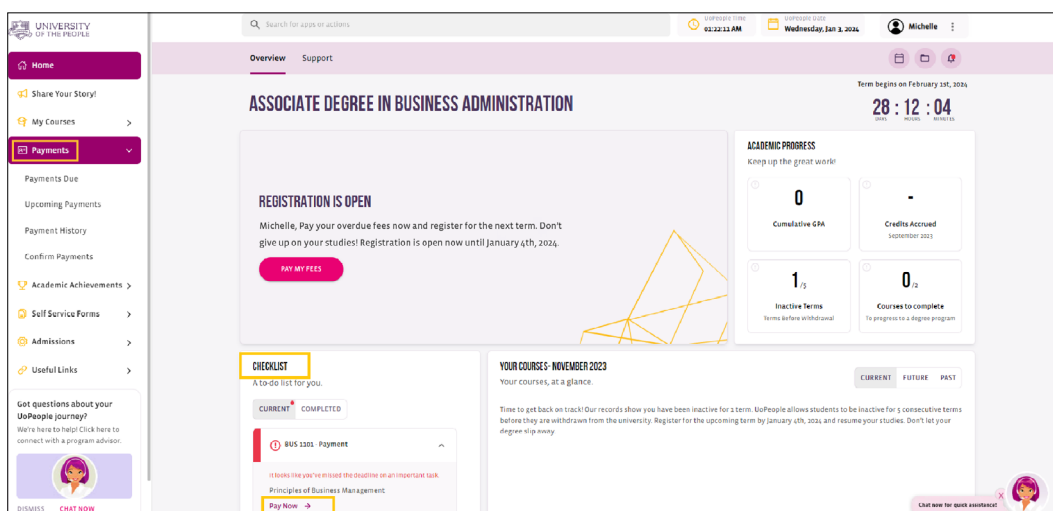 UNIVERSITY
OF THE PEOPLE
Search for apps or actions
UoPeople Time
01:22:11 AM
UoPeople Date
Wednesday, Jan 3, 2024
Michelle
Home
Share Your Story!
My Courses
Payments
Payments Due
Upcoming Payments
Payment History
Confirm Payments
Academic Achievements
Self Service Forms
Admissions
Useful Links
Got questions about your
UoPeople journey?
We're here to help! Click here to
connect with a program advisor.
DISMISS CHAT NOW
Overview Support
Term begins on February 1st, 2024
28 : 12 : 04
DAYS HOURS MINUTES
ASSOCIATE DEGREE IN BUSINESS ADMINISTRATION
REGISTRATION IS OPEN
Michelle, Pay your overdue fees now and register for the next term. Don't
give up on your studies! Registration is open now until January 4th, 2024.
PAY MY FEES
ACADEMIC PROGRESS
Keep up the great work!
0
Cumulative GPA
-
Credits Accrued
September 2023
1/5
Inactive Terms
Terms Before Withdrawal
0/2
Courses to complete
To progress to a degree program
CHECKLIST
A to-do list for you.
CURRENT COMPLETED
BUS 1101 - Payment
It looks like you've missed the deadline on an important task.
Principles of Business Management
Pay Now →
YOUR COURSES- NOVEMBER 2023
Your courses, at a glance.
CURRENT FUTURE PAST
Time to get back on track! Our records show you have been inactive for 1 term. UoPeople allows students to be inactive for 5 consecutive terms
before they are withdrawn from the university. Register for the upcoming term by January 4th, 2024 and resume your studies. Don't let your
degree slip away.
X
Chat now for quick assistance!